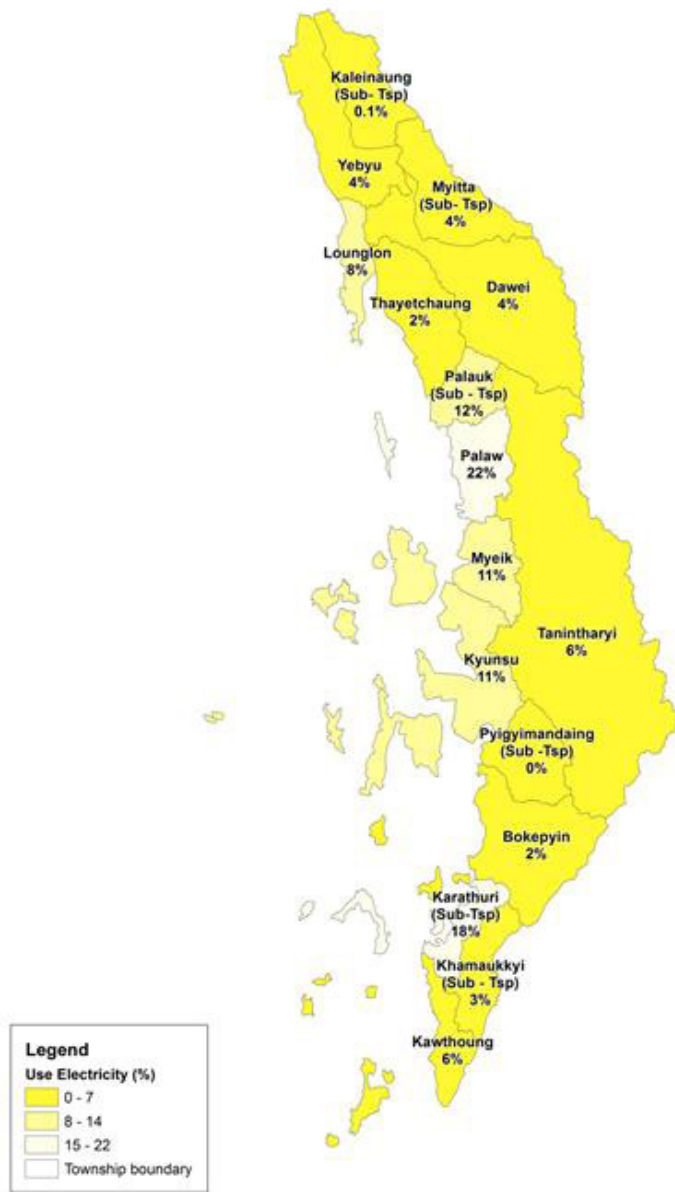 Kaleinaung
(Sub- Tsp)
0.1%
Yebyu
4%
Myitta
(Sub- Tsp)
4%
Lounglon
8%
Dawei
4%
Thayetchaung
2%
Palauk
(Sub - Tsp)
12%
Palaw
22%
Myeik
11%
Tanintharyi
6%
Kyunsu
11%
Pyigyimandaing
(Sub -Tsp)
0%
Bokepyin
2%
Karathuri
(Sub-Tsp)
18%
Khamaukkyi
(Sub - Tsp)
3%
Kawthoung
6%
Legend
Use Electricity (%)
0 - 7
8 - 14
15 - 22
Township boundary